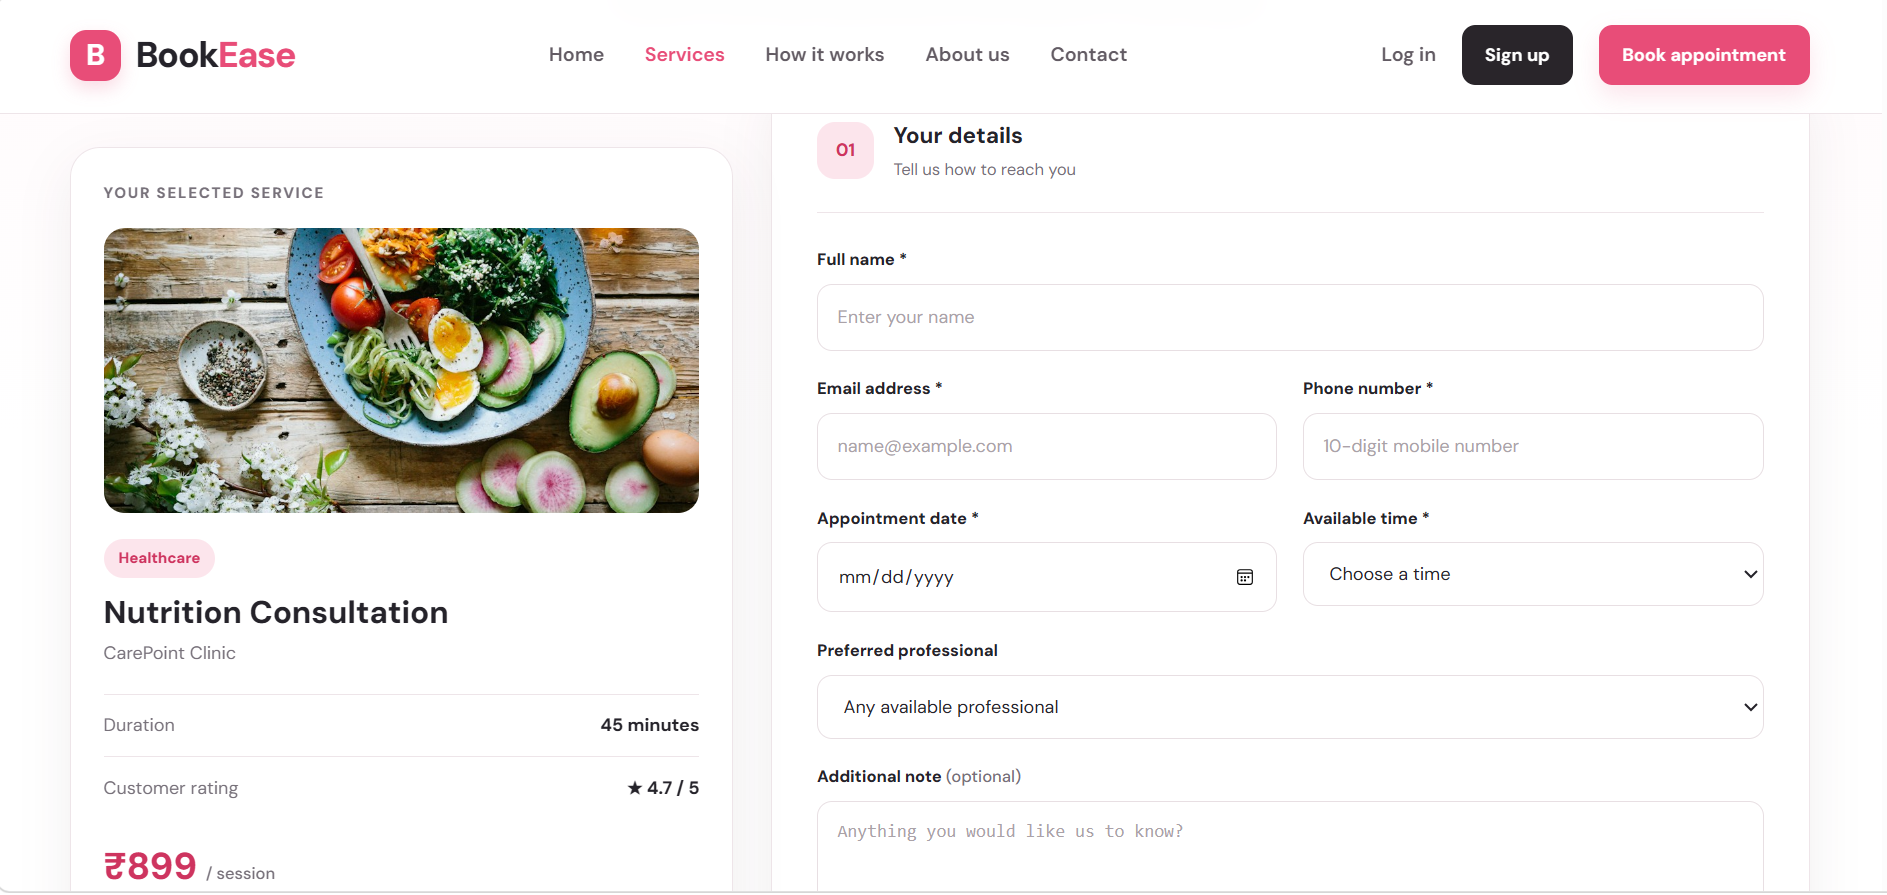 B BookEase
Home Services How it works About us Contact
Log in Sign up Book appointment
YOUR SELECTED SERVICE
Healthcare
Nutrition Consultation
CarePoint Clinic
Duration 45 minutes
Customer rating ★ 4.7 / 5
₹899 / session
01
Your details
Tell us how to reach you
Full name *
Enter your name
Email address * Phone number *
name@example.com 10-digit mobile number
Appointment date * Available time *
mm/dd/yyyy Choose a time
Preferred professional
Any available professional
Additional note (optional)
Anything you would like us to know?